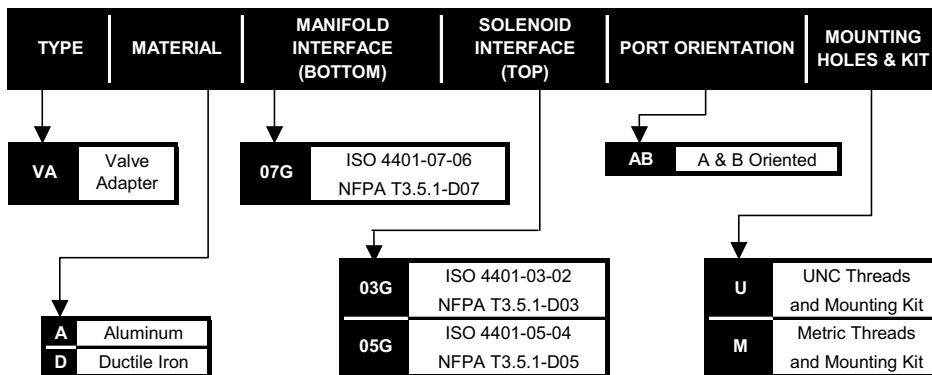 TYPE
MATERIAL
MANIFOLD
INTERFACE
(BOTTOM)
SOLENOID
INTERFACE
(TOP)
PORT ORIENTATION
MOUNTING
HOLES & KIT
VA
Valve
Adapter
07G
ISO 4401-07-06
NFPA T3.5.1-D07
AB
A & B Oriented
A
Aluminum
D
Ductile Iron
03G
ISO 4401-03-02
NFPA T3.5.1-D03
05G
ISO 4401-05-04
NFPA T3.5.1-D05
U
UNC Threads
and Mounting Kit
M
Metric Threads
and Mounting Kit